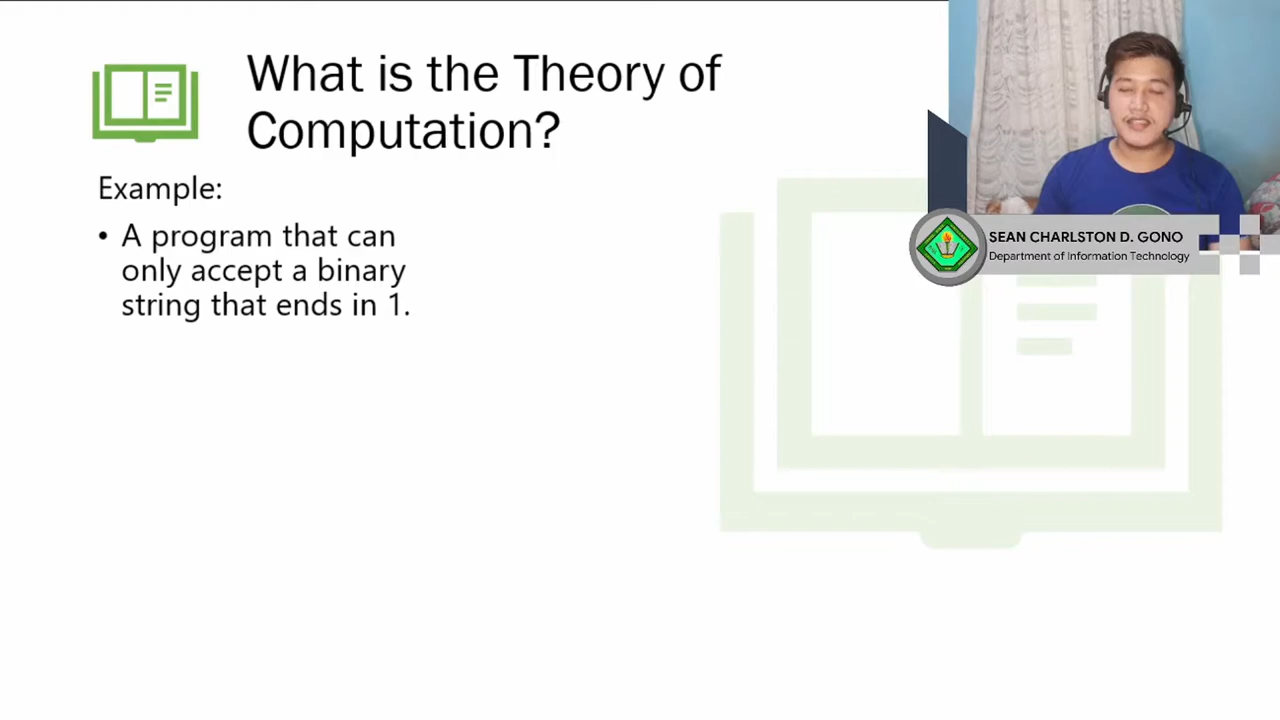 What is the Theory of
Computation?
Example:
• A program that can
only accept a binary
string that ends in 1.
SEAN CHARLSTON D. GONO
Department of Information Technology